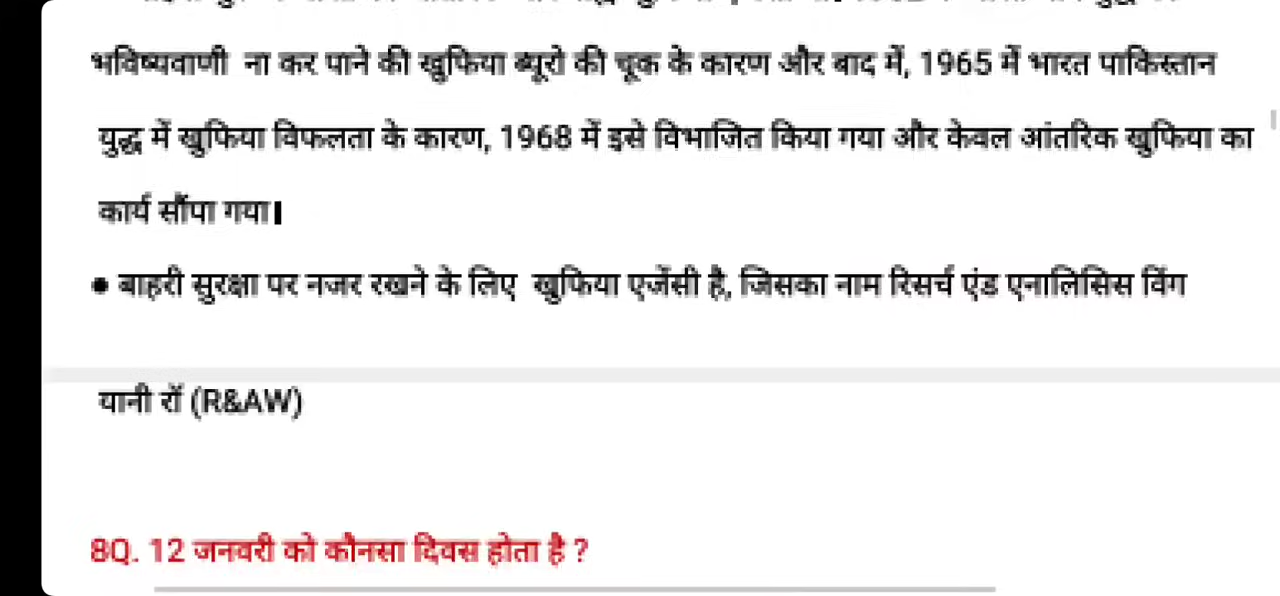 भविष्यवाणी ना कर पाने की खुफिया ब्यूरो की चूक के कारण और बाद में, 1965 में भारत पाकिस्तान
युद्ध में खुफिया विफलता के कारण, 1968 में इसे विभाजित किया गया और केवल आंतरिक खुफिया का
कार्य सौंपा गया।
• बाहरी सुरक्षा पर नजर रखने के लिए खुफिया एजेंसी है, जिसका नाम रिसर्च एंड एनालिसिस विंग
यानी रॉ (R&AW)
8Q. 12 जनवरी को कौनसा दिवस होता है ?